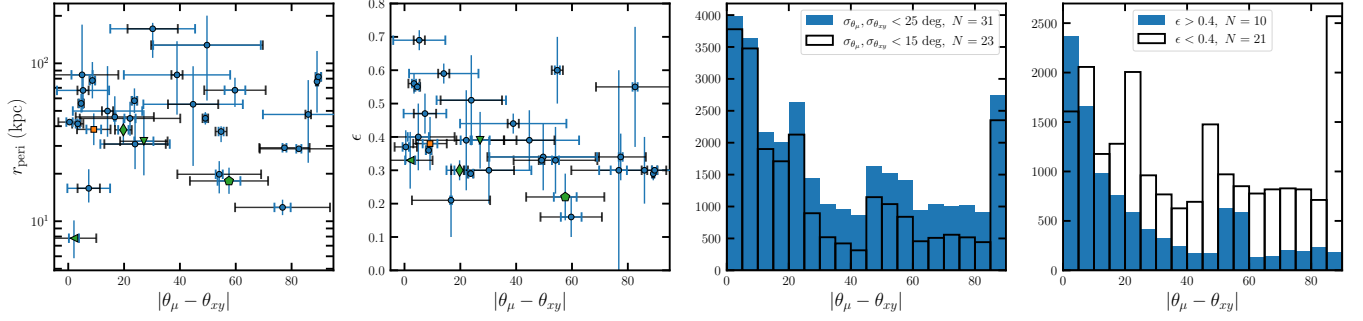 10²
10¹
r_peri (kpc)
0 20 40 60 80
|θ_μ − θ_xy|
0.8
0.7
0.6
0.5
0.4
0.3
0.2
0.1
0.0
ϵ
0 20 40 60 80
|θ_μ − θ_xy|
4000
3500
3000
2500
2000
1500
1000
500
0
σ_θμ, σ_θxy < 25 deg, N = 31
σ_θμ, σ_θxy < 15 deg, N = 23
0 20 40 60 80
|θ_μ − θ_xy|
2500
2000
1500
1000
500
0
ϵ > 0.4, N = 10
ϵ < 0.4, N = 21
0 20 40 60 80
|θ_μ − θ_xy|